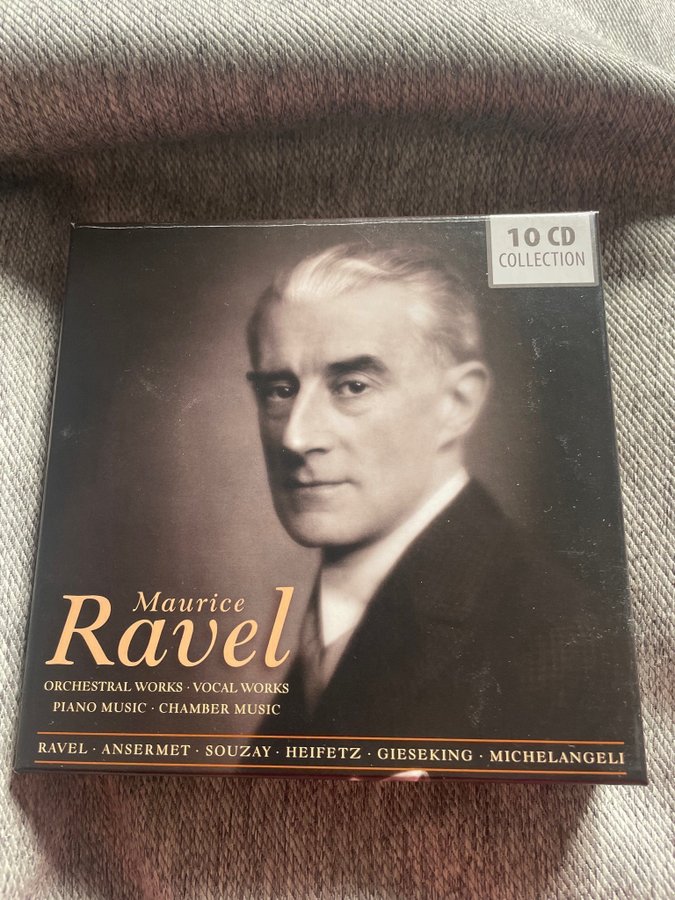 10 CD
COLLECTION
Maurice
Ravel
ORCHESTRAL WORKS · VOCAL WORKS
PIANO MUSIC · CHAMBER MUSIC
RAVEL · ANSERMET · SOUZAY · HEIFETZ · GIESEKING · MICHELANGELI